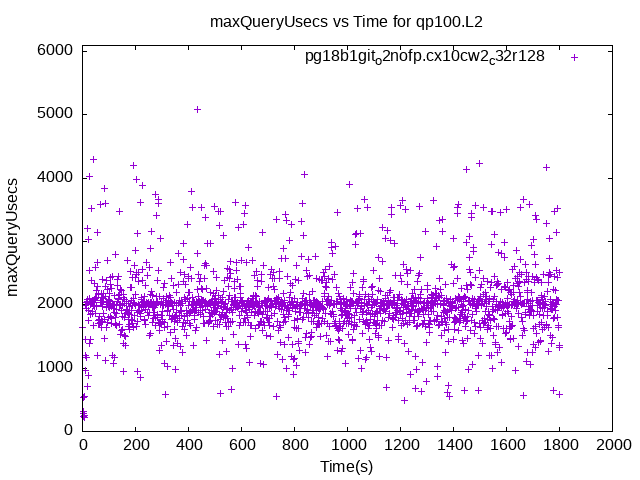 maxQueryUsecs vs Time for qp100.L2
pg18b1git_o2nofp.cx10cw2_c32r128
6000
5000
4000
3000
2000
1000
0
maxQueryUsecs
0 200 400 600 800 1000 1200 1400 1600 1800 2000
Time(s)